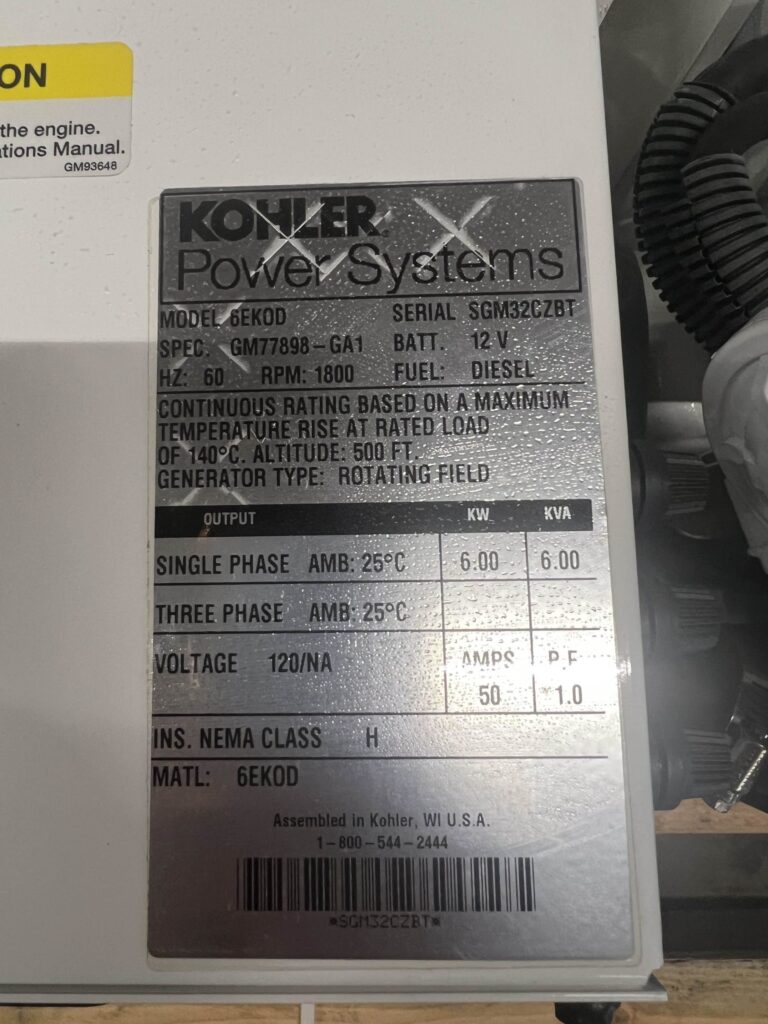 ON
the engine.
ations Manual.
GM93648
KOHLER®
Power Systems
MODEL 6EKOD SERIAL SGM32CZBT
SPEC. GM77898-GA1 BATT. 12 V
HZ: 60 RPM: 1800 FUEL: DIESEL
CONTINUOUS RATING BASED ON A MAXIMUM
TEMPERATURE RISE AT RATED LOAD
OF 140°C. ALTITUDE: 500 FT.
GENERATOR TYPE: ROTATING FIELD
OUTPUT KW KVA
SINGLE PHASE AMB: 25°C 6.00 6.00
THREE PHASE AMB: 25°C
VOLTAGE 120/NA AMPS P.F.
50 1.0
INS. NEMA CLASS H
MATL: 6EKOD
Assembled in Kohler, WI U.S.A.
1-800-544-2444
*SGM32CZBT*